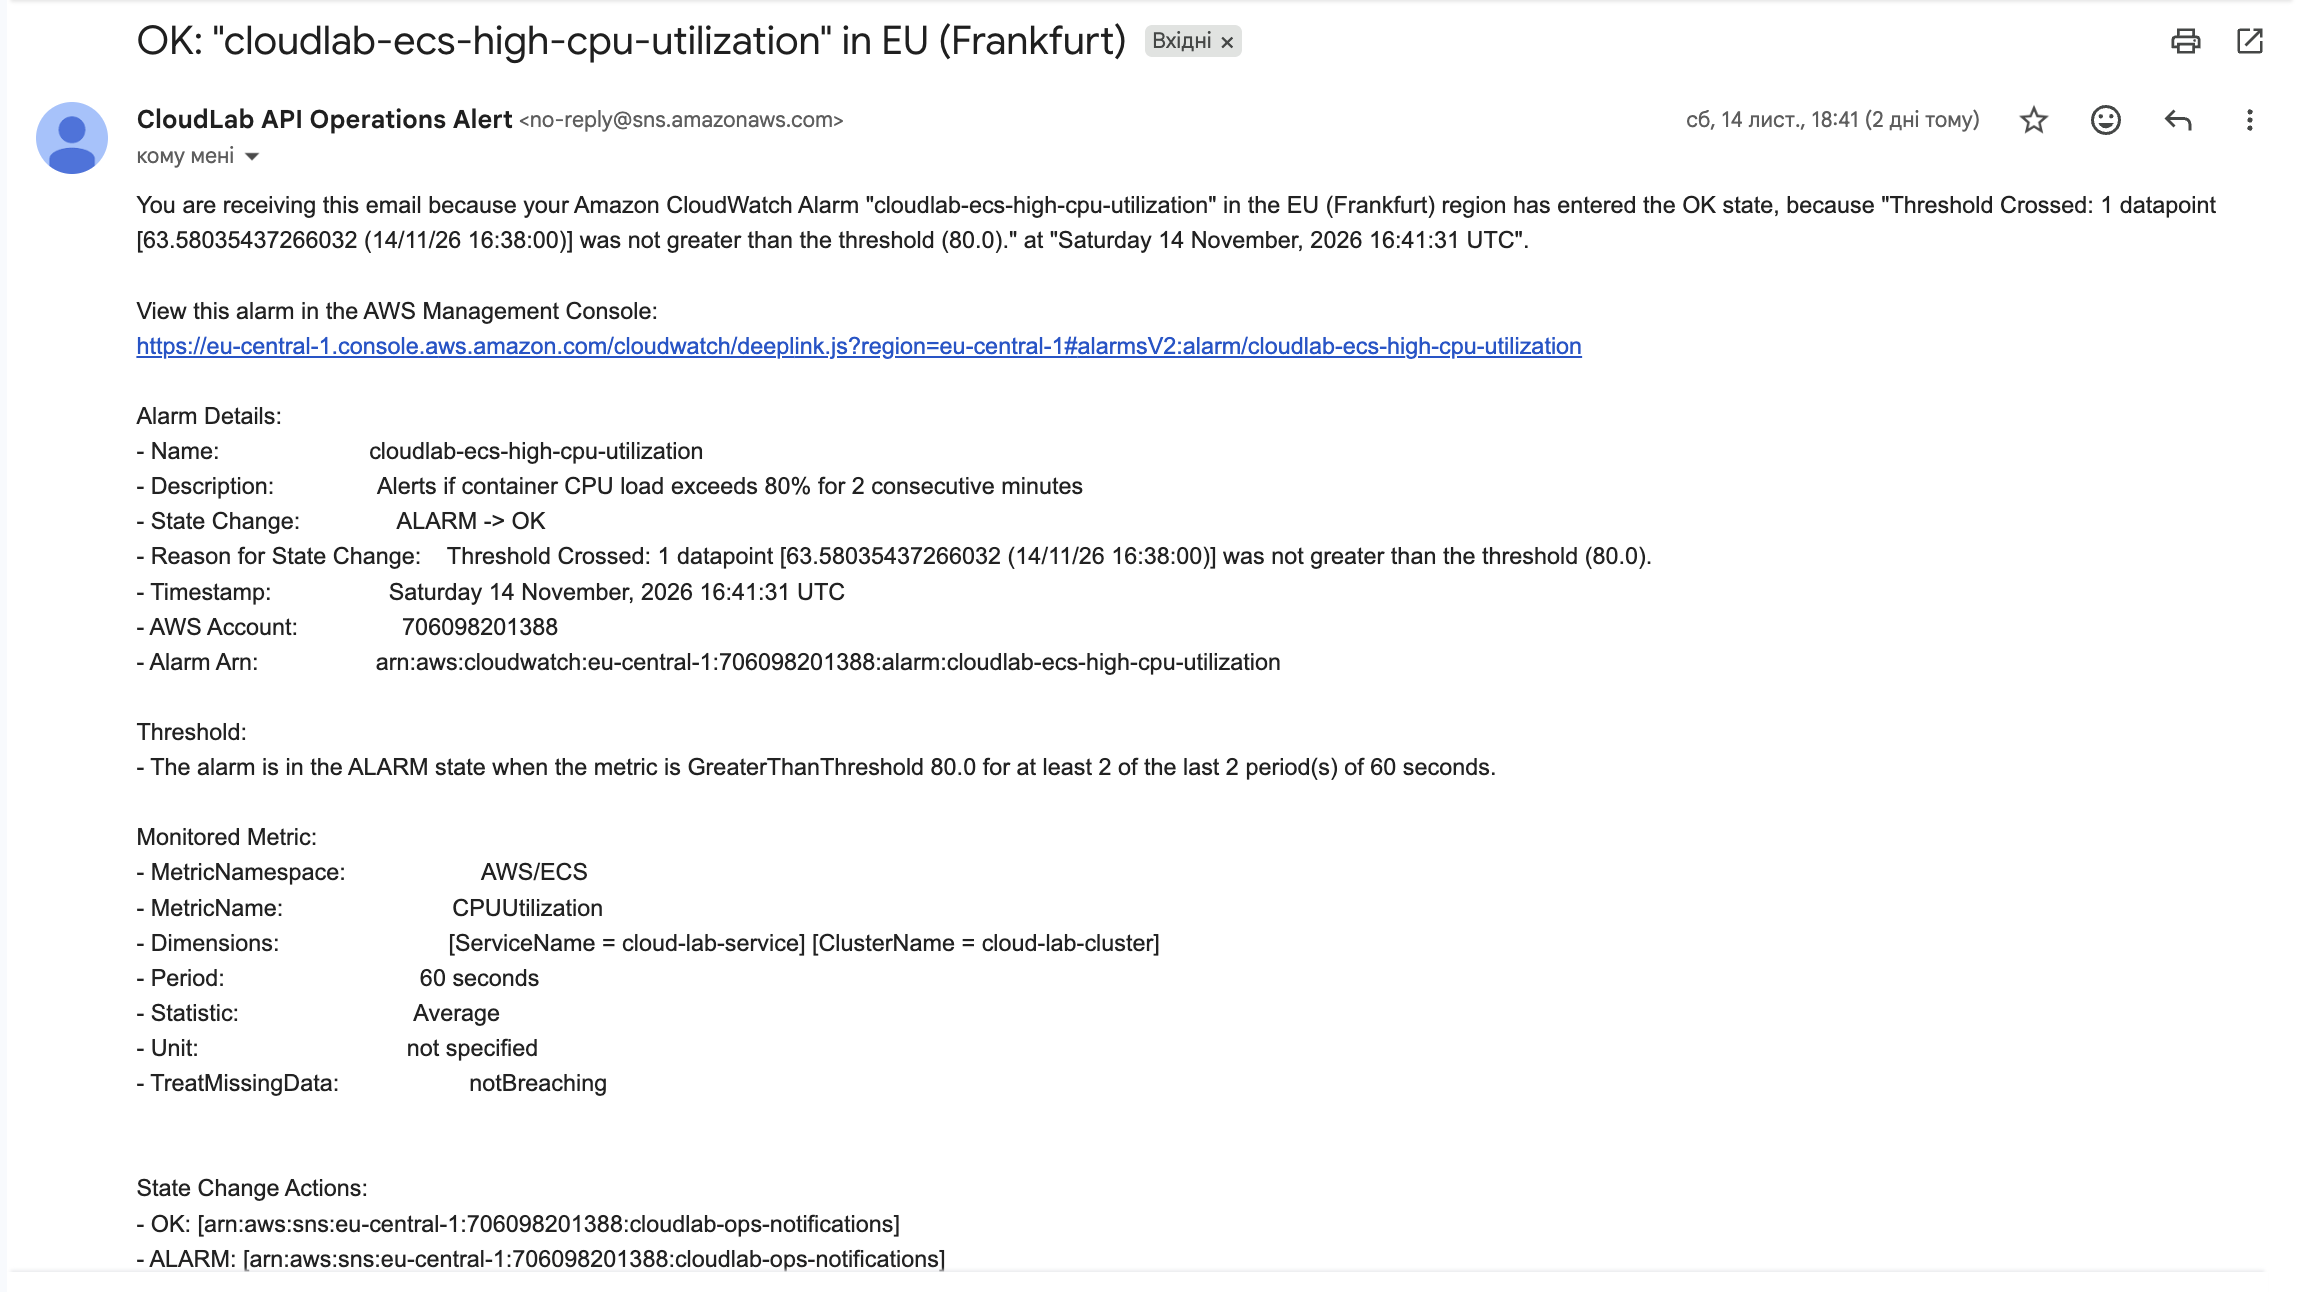 OK: "cloudlab-ecs-high-cpu-utilization" in EU (Frankfurt) Вхідні ×
CloudLab API Operations Alert <no-reply@sns.amazonaws.com> сб, 14 лист., 18:41 (2 дні тому)
кому мені
You are receiving this email because your Amazon CloudWatch Alarm "cloudlab-ecs-high-cpu-utilization" in the EU (Frankfurt) region has entered the OK state, because "Threshold Crossed: 1 datapoint
[63.58035437266032 (14/11/26 16:38:00)] was not greater than the threshold (80.0)." at "Saturday 14 November, 2026 16:41:31 UTC".
View this alarm in the AWS Management Console:
https://eu-central-1.console.aws.amazon.com/cloudwatch/deeplink.js?region=eu-central-1#alarmsV2:alarm/cloudlab-ecs-high-cpu-utilization
Alarm Details:
- Name: cloudlab-ecs-high-cpu-utilization
- Description: Alerts if container CPU load exceeds 80% for 2 consecutive minutes
- State Change: ALARM -> OK
- Reason for State Change: Threshold Crossed: 1 datapoint [63.58035437266032 (14/11/26 16:38:00)] was not greater than the threshold (80.0).
- Timestamp: Saturday 14 November, 2026 16:41:31 UTC
- AWS Account: 706098201388
- Alarm Arn: arn:aws:cloudwatch:eu-central-1:706098201388:alarm:cloudlab-ecs-high-cpu-utilization
Threshold:
- The alarm is in the ALARM state when the metric is GreaterThanThreshold 80.0 for at least 2 of the last 2 period(s) of 60 seconds.
Monitored Metric:
- MetricNamespace: AWS/ECS
- MetricName: CPUUtilization
- Dimensions: [ServiceName = cloud-lab-service] [ClusterName = cloud-lab-cluster]
- Period: 60 seconds
- Statistic: Average
- Unit: not specified
- TreatMissingData: notBreaching
State Change Actions:
- OK: [arn:aws:sns:eu-central-1:706098201388:cloudlab-ops-notifications]
- ALARM: [arn:aws:sns:eu-central-1:706098201388:cloudlab-ops-notifications]